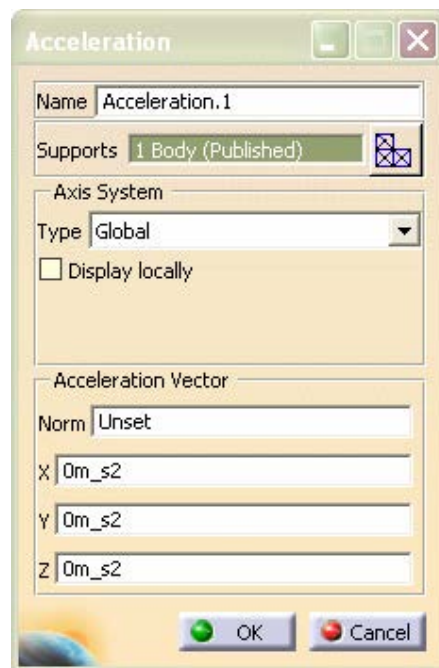 Acceleration
Name Acceleration.1
Supports 1 Body (Published)
Axis System
Type Global
Display locally
Acceleration Vector
Norm Unset
X 0m_s2
Y 0m_s2
Z 0m_s2
OK Cancel